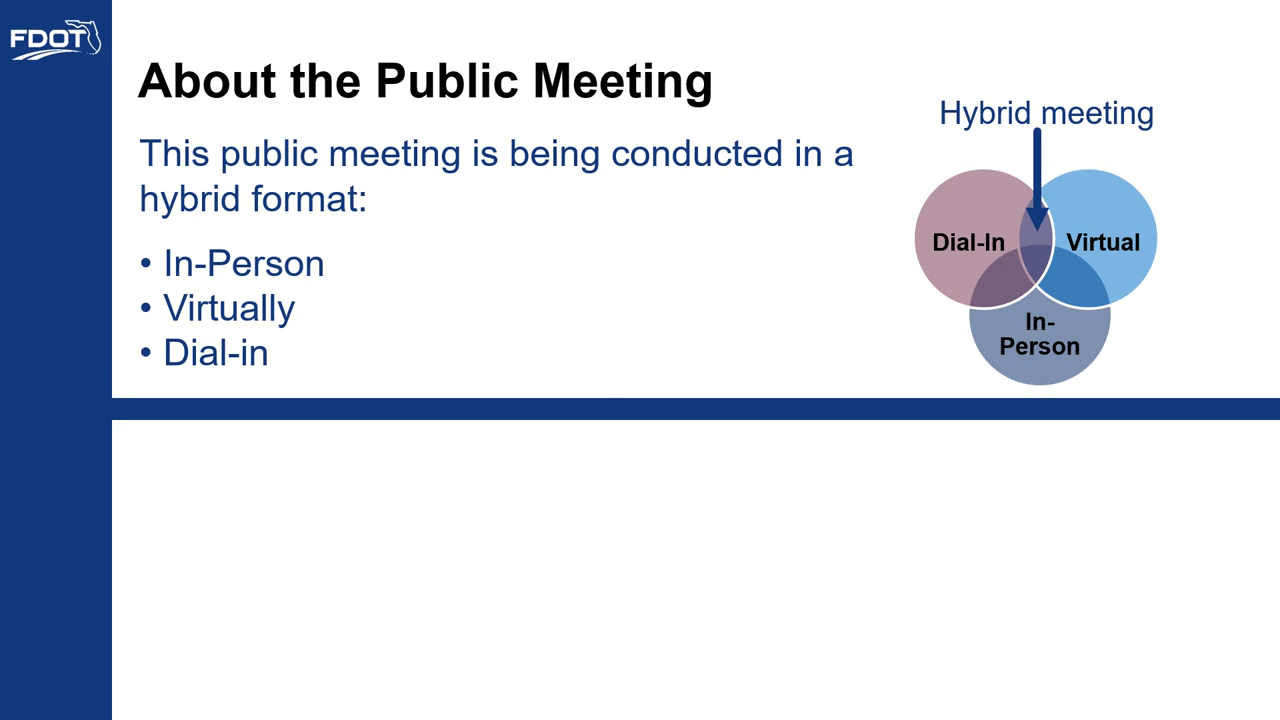 FDOT
About the Public Meeting
This public meeting is being conducted in a
hybrid format:
• In-Person
• Virtually
• Dial-in
Hybrid meeting
Dial-In
Virtual
In-
Person